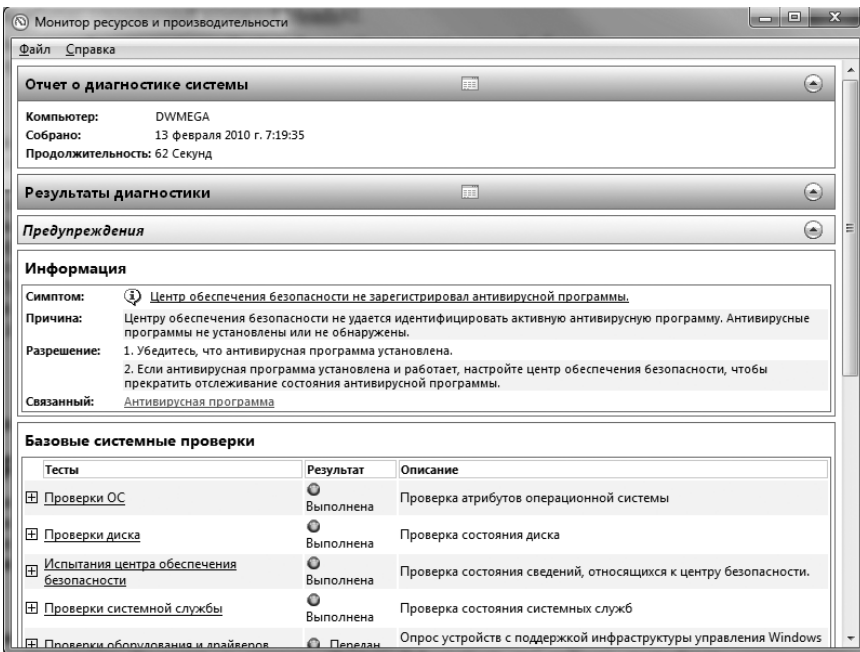 Монитор ресурсов и производительности
Файл Справка
Отчет о диагностике системы
Компьютер: DWMEGA
Собрано: 13 февраля 2010 г. 7:19:35
Продолжительность: 62 Секунд
Результаты диагностики
Предупреждения
Информация
Симптом: Центр обеспечения безопасности не зарегистрировал антивирусной программы.
Причина: Центру обеспечения безопасности не удается идентифицировать активную антивирусную программу. Антивирусные
программы не установлены или не обнаружены.
Разрешение: 1. Убедитесь, что антивирусная программа установлена.
2. Если антивирусная программа установлена и работает, настройте центр обеспечения безопасности, чтобы
прекратить отслеживание состояния антивирусной программы.
Связанный: Антивирусная программа
Базовые системные проверки
Тесты Результат Описание
Проверки ОС Выполнена Проверка атрибутов операционной системы
Проверки диска Выполнена Проверка состояния диска
Испытания центра обеспечения
безопасности Выполнена Проверка состояния сведений, относящихся к центру безопасности.
Проверки системной службы Выполнена Проверка состояния системных служб
Проверки оборудования и драйверов Передан Опрос устройств с поддержкой инфраструктуры управления Windows